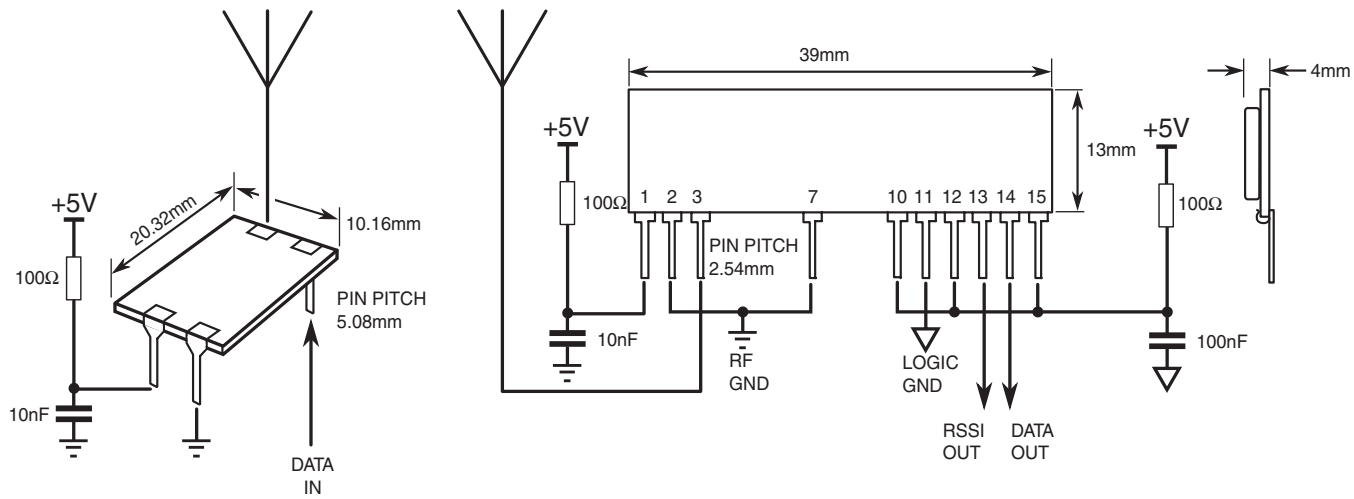 +5V
100Ω
10nF
20.32mm
10.16mm
PIN PITCH
5.08mm
DATA
IN
+5V
100Ω
10nF
39mm
13mm
1 2 3 7 10 11 12 13 14 15
PIN PITCH
2.54mm
RF
GND
LOGIC
GND
RSSI
OUT
DATA
OUT
+5V
100Ω
100nF
4mm